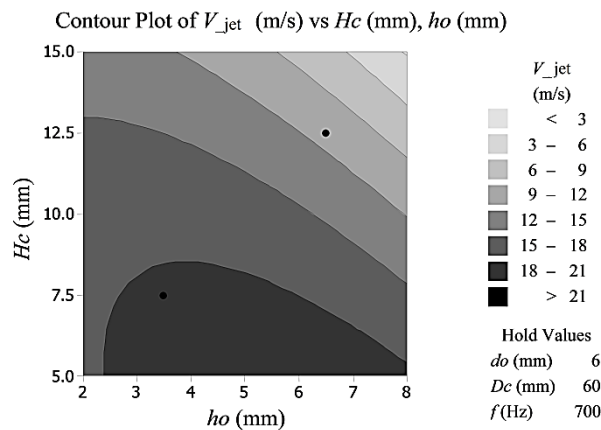 Contour Plot of V_jet (m/s) vs Hc (mm), ho (mm)
15.0
12.5
10.0
7.5
5.0
Hc (mm)
2 3 4 5 6 7 8
ho (mm)
V_jet
(m/s)
< 3
3 – 6
6 – 9
9 – 12
12 – 15
15 – 18
18 – 21
> 21
Hold Values
do (mm) 6
Dc (mm) 60
f (Hz) 700